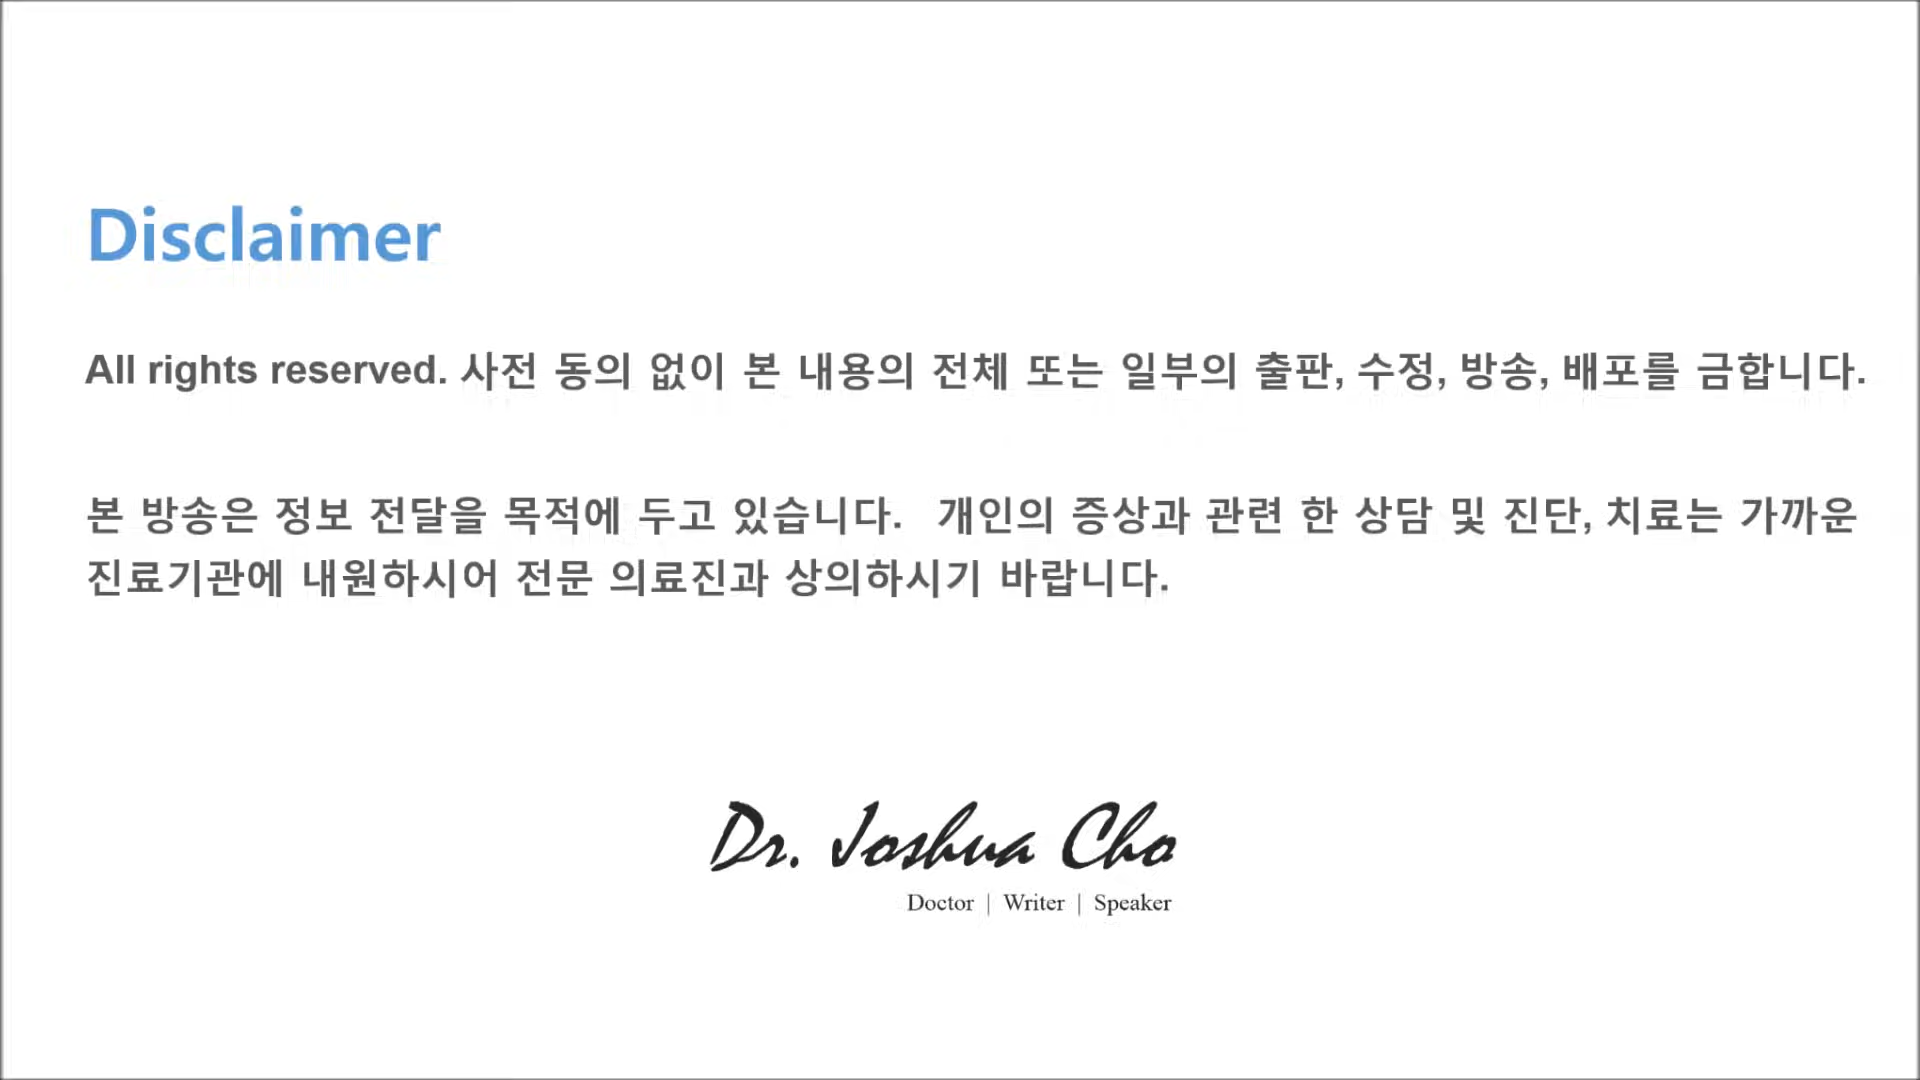 Disclaimer
All rights reserved. 사전 동의 없이 본 내용의 전체 또는 일부의 출판, 수정, 방송, 배포를 금합니다.
본 방송은 정보 전달을 목적에 두고 있습니다. 개인의 증상과 관련 한 상담 및 진단, 치료는 가까운
진료기관에 내원하시어 전문 의료진과 상의하시기 바랍니다.
Dr. Joshua Cho
Doctor | Writer | Speaker